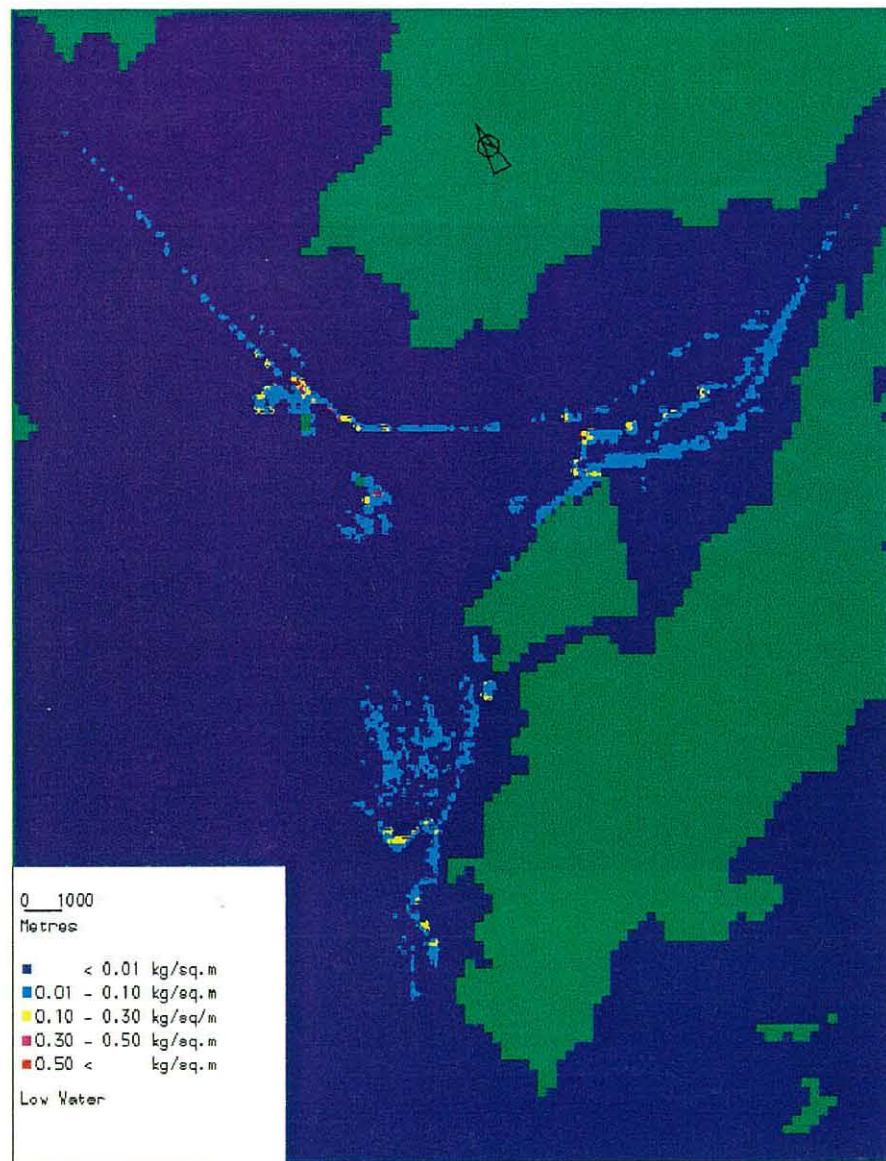 0 1000
Metres
< 0.01 kg/sq.m
0.01 - 0.10 kg/sq.m
0.10 - 0.30 kg/sq/m
0.30 - 0.50 kg/sq.m
0.50 < kg/sq.m
Low Water